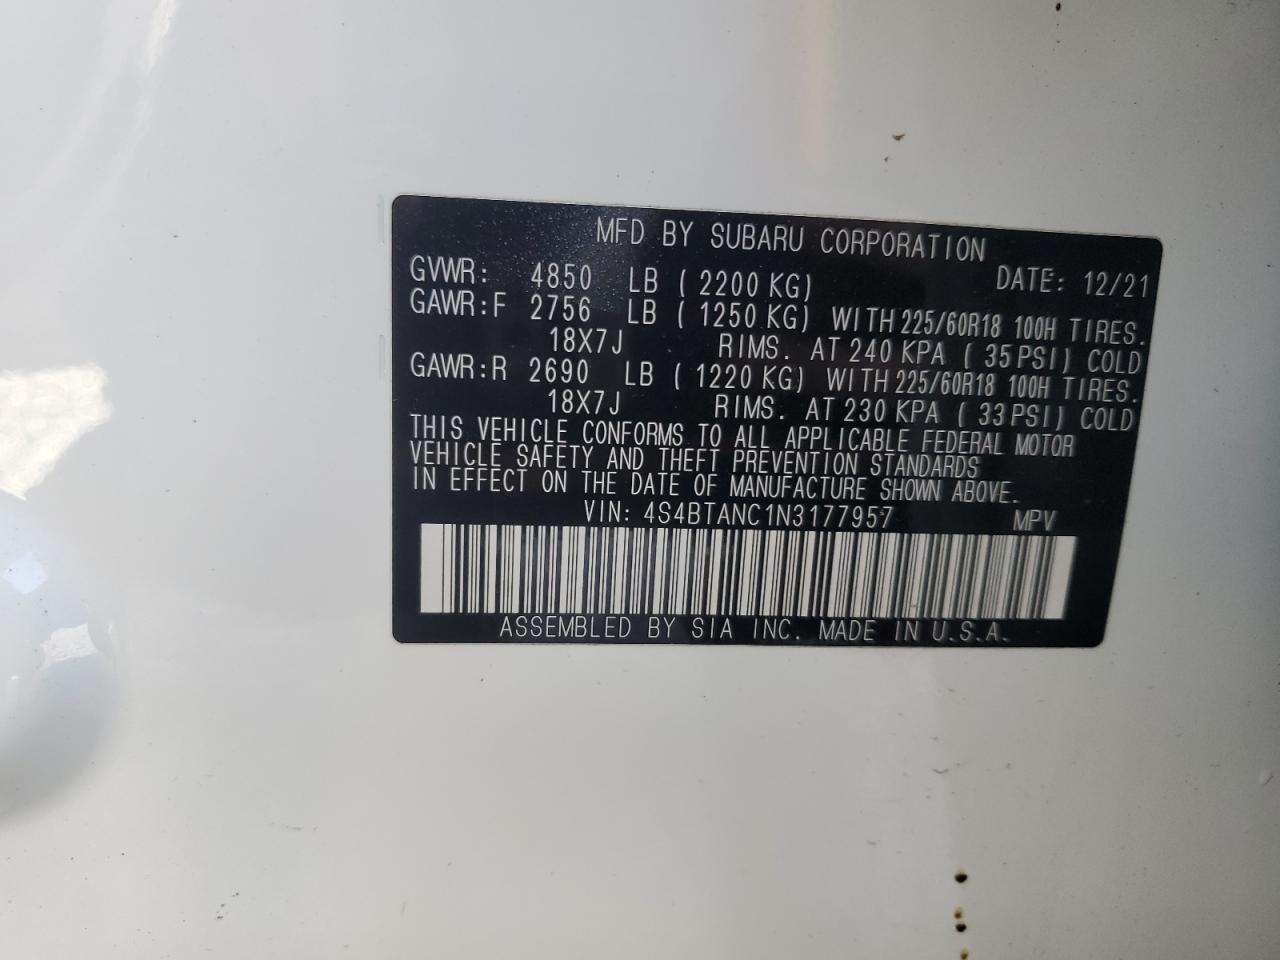 MFD BY SUBARU CORPORATION
DATE: 12/21
GVWR: 4850 LB ( 2200 KG)
GAWR:F 2756 LB ( 1250 KG) WITH 225/60R18 100H TIRES.
18X7J RIMS. AT 240 KPA ( 35 PSI) COLD
GAWR:R 2690 LB ( 1220 KG) WITH 225/60R18 100H TIRES.
18X7J RIMS. AT 230 KPA ( 33 PSI) COLD
THIS VEHICLE CONFORMS TO ALL APPLICABLE FEDERAL MOTOR
VEHICLE SAFETY AND THEFT PREVENTION STANDARDS
IN EFFECT ON THE DATE OF MANUFACTURE SHOWN ABOVE.
VIN: 4S4BTANC1N3177957 MPV
ASSEMBLED BY SIA INC. MADE IN U.S.A.